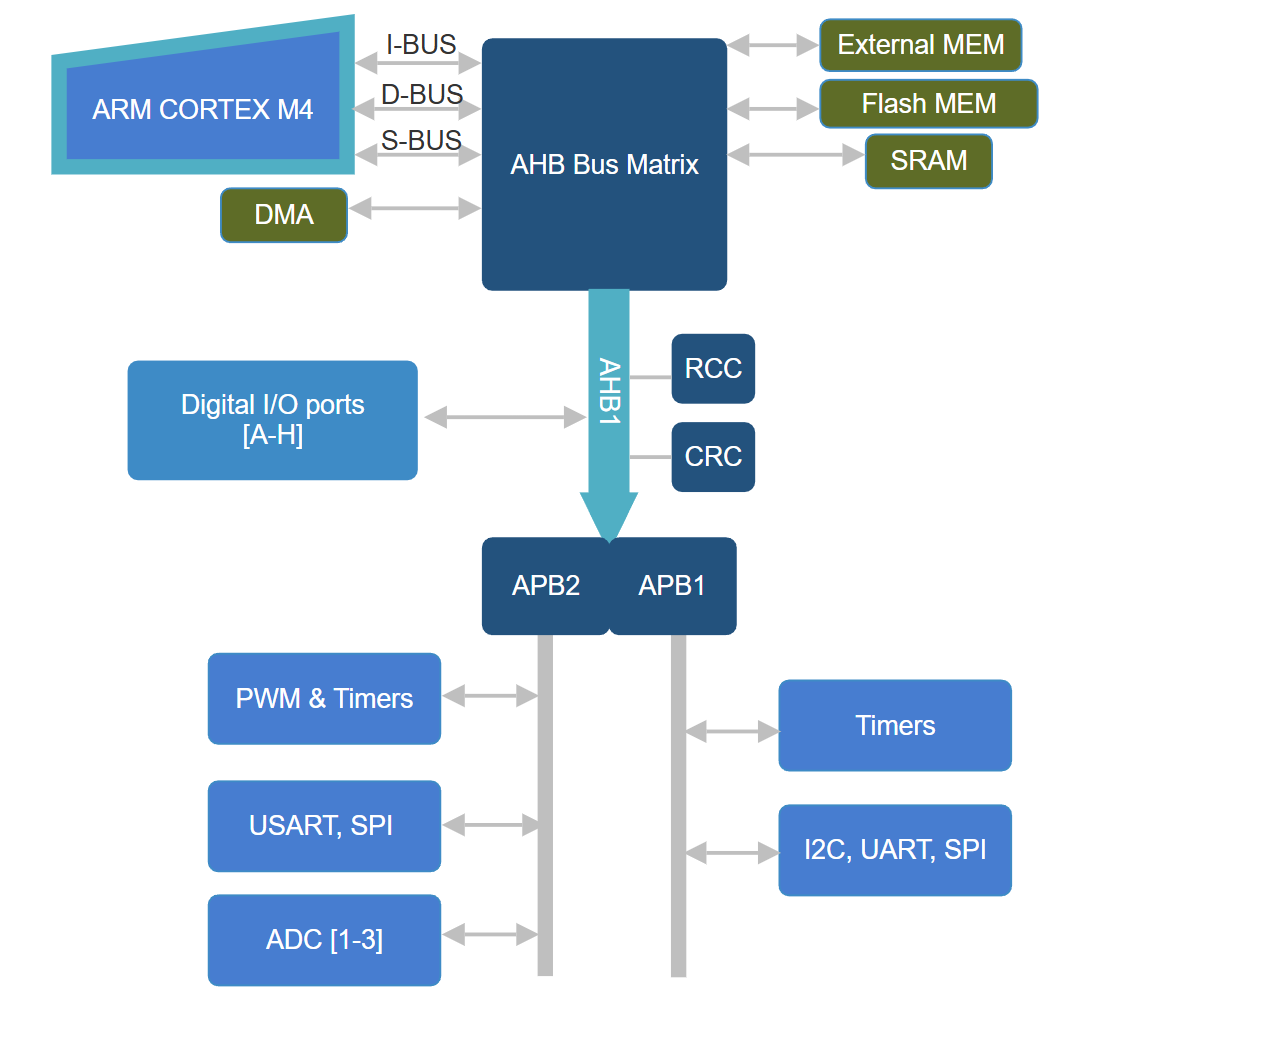 I-BUS
External MEM
D-BUS
ARM CORTEX M4
Flash MEM
S-BUS
AHB Bus Matrix
SRAM
DMA
AHB1
RCC
Digital I/O ports
[A-H]
CRC
APB2
APB1
PWM & Timers
Timers
USART, SPI
I2C, UART, SPI
ADC [1-3]